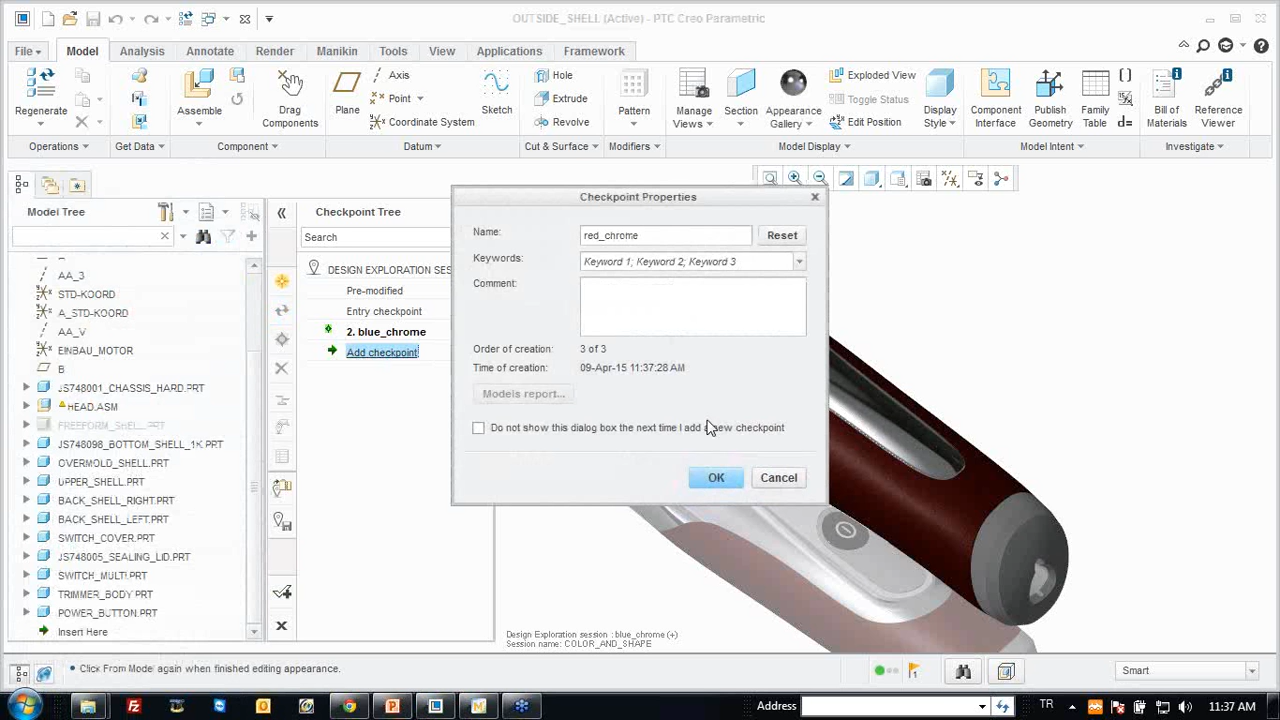 OUTSIDE_SHELL (Active) - PTC Creo Parametric
File
Model
Analysis
Annotate
Render
Manikin
Tools
View
Applications
Framework
Regenerate
Assemble
Drag Components
Plane
Axis
Point
Coordinate System
Sketch
Hole
Extrude
Revolve
Pattern
Manage Views
Section
Appearance Gallery
Exploded View
Toggle Status
Edit Position
Display Style
Component Interface
Publish Geometry
Family Table
d=
Bill of Materials
Reference Viewer
Operations
Get Data
Component
Datum
Cut & Surface
Modifiers
Model Display
Model Intent
Investigate
Model Tree
AA_3
STD-KOORD
A_STD-KOORD
AA_V
EINBAU_MOTOR
B
JS748001_CHASSIS_HARD.PRT
HEAD.ASM
FREEFORM_SHELL.PRT
JS748098_BOTTOM_SHELL_1K.PRT
OVERMOLD_SHELL.PRT
UPPER_SHELL.PRT
BACK_SHELL_RIGHT.PRT
BACK_SHELL_LEFT.PRT
SWITCH_COVER.PRT
JS748005_SEALING_LID.PRT
SWITCH_MULTI.PRT
TRIMMER_BODY.PRT
POWER_BUTTON.PRT
Insert Here
Checkpoint Tree
Search
DESIGN EXPLORATION SES
Pre-modified
Entry checkpoint
2. blue_chrome
Add checkpoint
Checkpoint Properties
Name:
red_chrome
Reset
Keywords:
Keyword 1; Keyword 2; Keyword 3
Comment:
Order of creation:
3 of 3
Time of creation:
09-Apr-15 11:37:28 AM
Models report...
Do not show this dialog box the next time I add a new checkpoint
OK
Cancel
Design Exploration session : blue_chrome (+)
Session name: COLOR_AND_SHAPE
• Click From Model again when finished editing appearance.
1
Smart
Address
TR
11:37 AM